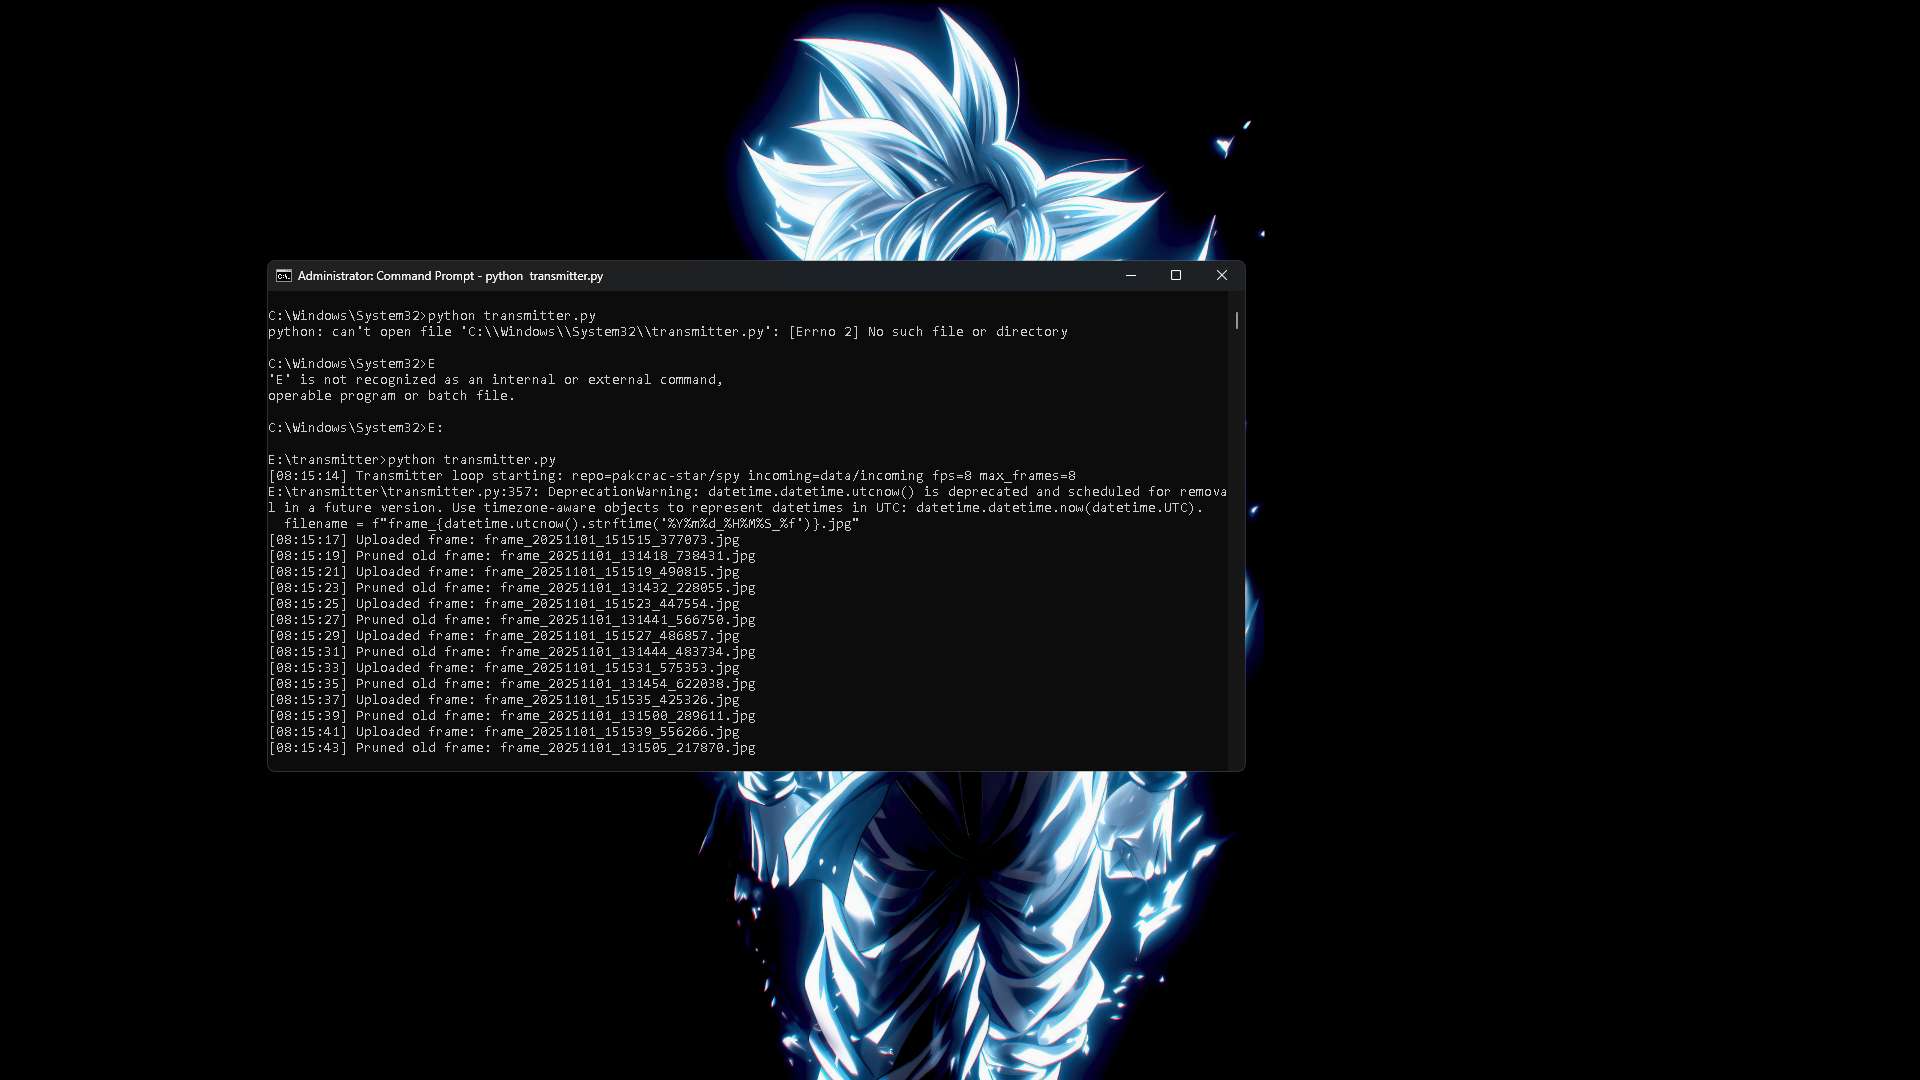 Administrator: Command Prompt - python  transmitter.py
C:\Windows\System32>python transmitter.py
python: can't open file 'C:\\Windows\\System32\\transmitter.py': [Errno 2] No such file or directory
C:\Windows\System32>E
'E' is not recognized as an internal or external command,
operable program or batch file.
C:\Windows\System32>E:
E:\transmitter>python transmitter.py
[08:15:14] Transmitter loop starting: repo=pakcrac-star/spy incoming=data/incoming fps=8 max_frames=8
E:\transmitter\transmitter.py:357: DeprecationWarning: datetime.datetime.utcnow() is deprecated and scheduled for remova
l in a future version. Use timezone-aware objects to represent datetimes in UTC: datetime.datetime.now(datetime.UTC).
  filename = f"frame_{datetime.utcnow().strftime('%Y%m%d_%H%M%S_%f')}.jpg"
[08:15:17] Uploaded frame: frame_20251101_151515_377073.jpg
[08:15:19] Pruned old frame: frame_20251101_131418_738431.jpg
[08:15:21] Uploaded frame: frame_20251101_151519_490815.jpg
[08:15:23] Pruned old frame: frame_20251101_131432_228055.jpg
[08:15:25] Uploaded frame: frame_20251101_151523_447554.jpg
[08:15:27] Pruned old frame: frame_20251101_131441_566750.jpg
[08:15:29] Uploaded frame: frame_20251101_151527_486857.jpg
[08:15:31] Pruned old frame: frame_20251101_131444_483734.jpg
[08:15:33] Uploaded frame: frame_20251101_151531_575353.jpg
[08:15:35] Pruned old frame: frame_20251101_131454_622038.jpg
[08:15:37] Uploaded frame: frame_20251101_151535_425326.jpg
[08:15:39] Pruned old frame: frame_20251101_131500_289611.jpg
[08:15:41] Uploaded frame: frame_20251101_151539_556266.jpg
[08:15:43] Pruned old frame: frame_20251101_131505_217870.jpg